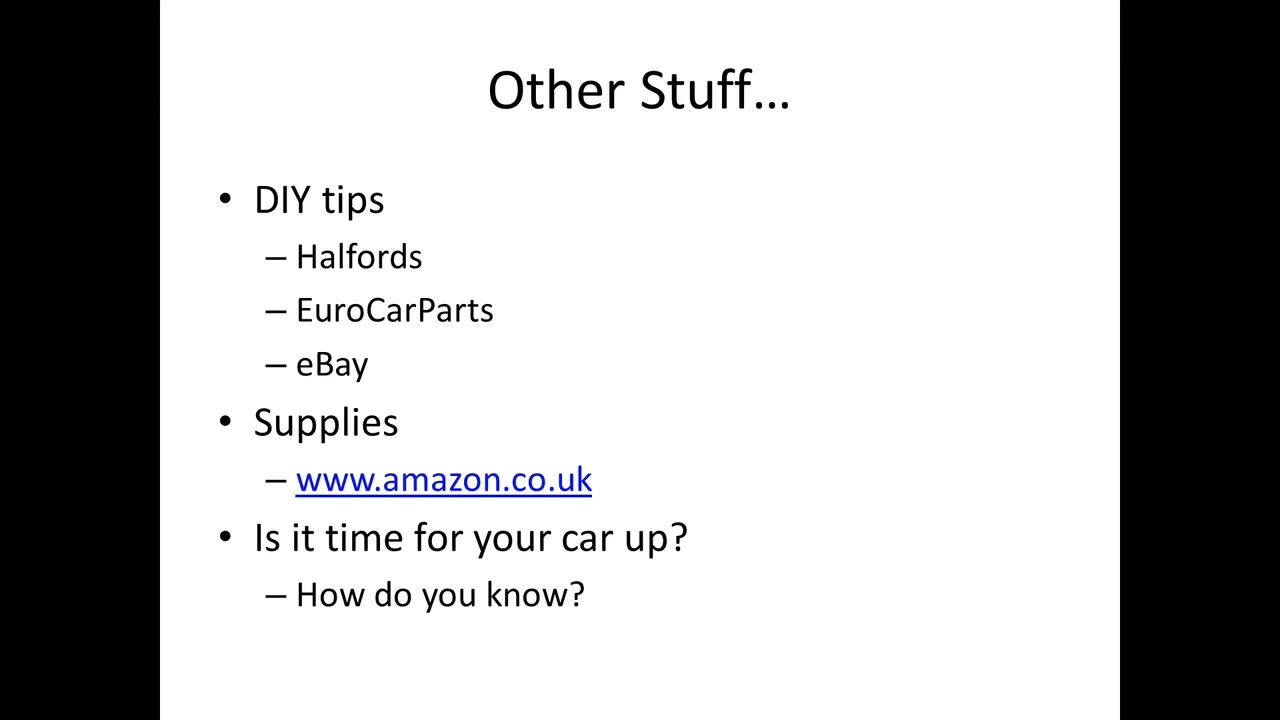 Other Stuff…
• DIY tips
– Halfords
– EuroCarParts
– eBay
• Supplies
– www.amazon.co.uk
• Is it time for your car up?
– How do you know?